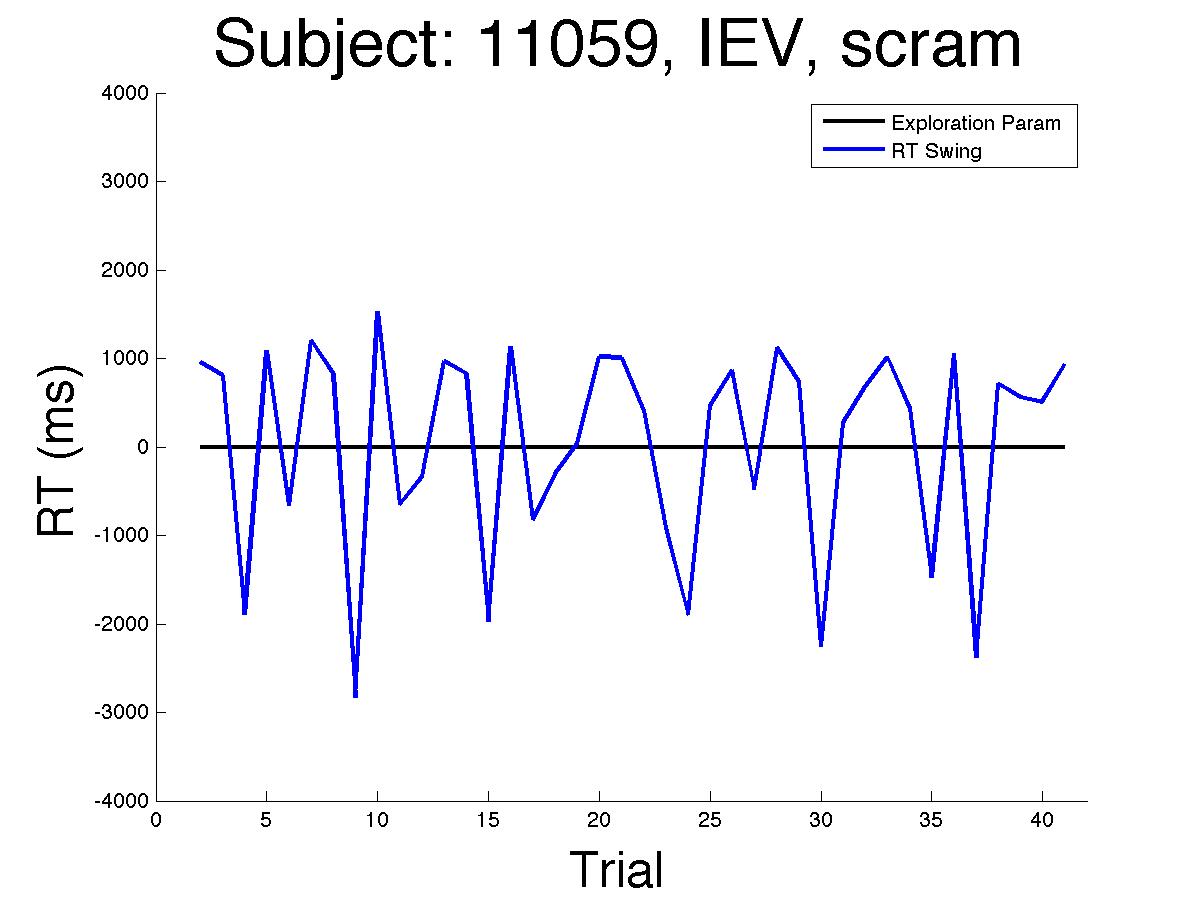 Subject: 11059, IEV, scram
Exploration Param
RT Swing
4000
3000
2000
1000
0
-1000
-2000
-3000
-4000
RT (ms)
0 5 10 15 20 25 30 35 40
Trial